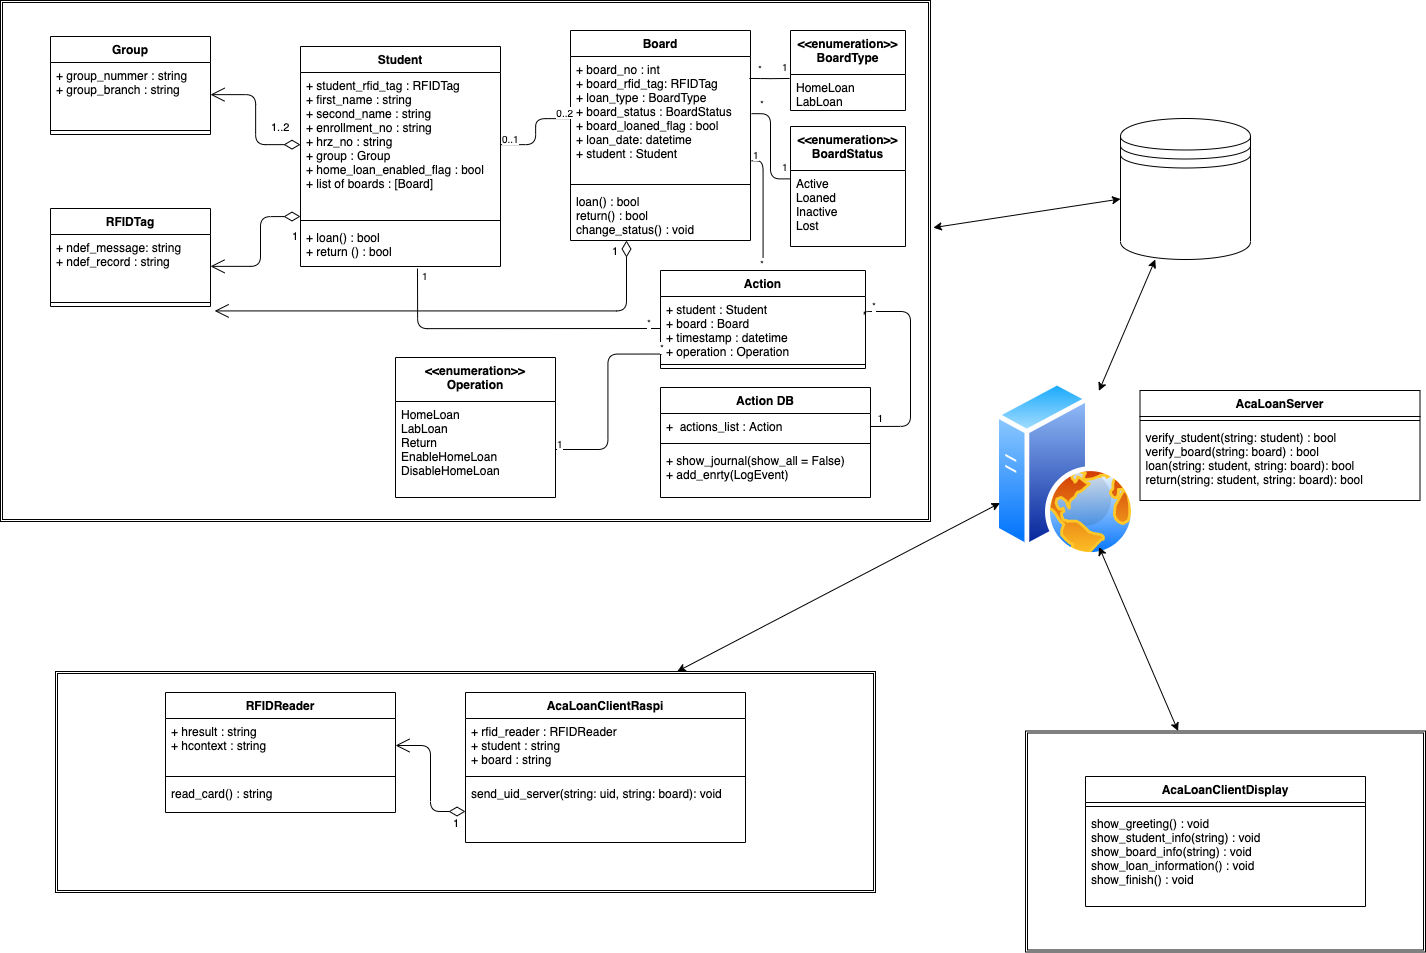 Group
+ group_nummer : string
+ group_branch : string
1..2
Student
+ student_rfid_tag : RFIDTag
+ first_name : string
+ second_name : string
+ enrollment_no : string
+ hrz_no : string
+ group : Group
+ home_loan_enabled_flag : bool
+ list of boards : [Board]
+ loan() : bool
+ return () : bool
0..1
0..2
Board
+ board_no : int
+ board_rfid_tag: RFIDTag
+ loan_type : BoardType
+ board_status : BoardStatus
+ board_loaned_flag : bool
+ loan_date: datetime
+ student : Student
loan() : bool
return() : bool
change_status() : void
*
1
<<enumeration>>
BoardType
HomeLoan
LabLoan
*
1
<<enumeration>>
BoardStatus
Active
Loaned
Inactive
Lost
RFIDTag
+ ndef_message: string
+ ndef_record : string
1
1
1
*
1
*
Action
+ student : Student
+ board : Board
+ timestamp : datetime
+ operation : Operation
*
*
1
1
<<enumeration>>
Operation
HomeLoan
LabLoan
Return
EnableHomeLoan
DisableHomeLoan
Action DB
+ actions_list : Action
+ show_journal(show_all = False)
+ add_enrty(LogEvent)
AcaLoanServer
verify_student(string: student) : bool
verify_board(string: board) : bool
loan(string: student, string: board): bool
return(string: student, string: board): bool
RFIDReader
+ hresult : string
+ hcontext : string
read_card() : string
AcaLoanClientRaspi
+ rfid_reader : RFIDReader
+ student : string
+ board : string
send_uid_server(string: uid, string: board): void
1
AcaLoanClientDisplay
show_greeting() : void
show_student_info(string) : void
show_board_info(string) : void
show_loan_information() : void
show_finish() : void